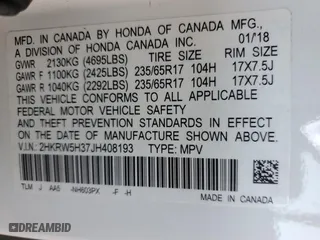 MFD. IN CANADA BY HONDA OF CANADA MFG.,
A DIVISION OF HONDA CANADA INC. 01/18
GVWR 2130KG (4695LBS) TIRE SIZE RIM SIZE
GAWR F 1100KG (2425LBS) 235/65R17 104H 17X7.5J
GAWR R 1040KG (2292LBS) 235/65R17 104H 17X7.5J
THIS VEHICLE CONFORMS TO ALL APPLICABLE
FEDERAL MOTOR VEHICLE SAFETY
AND THEFT PREVENTION STANDARDS IN EFFECT
ON THE DATE OF MANUFACTURE SHOWN ABOVE.
V.I.N: 2HKRW5H37JH408193 TYPE: MPV
TLM J AA5 -NH603PX -F -H
MADE IN
CANADA